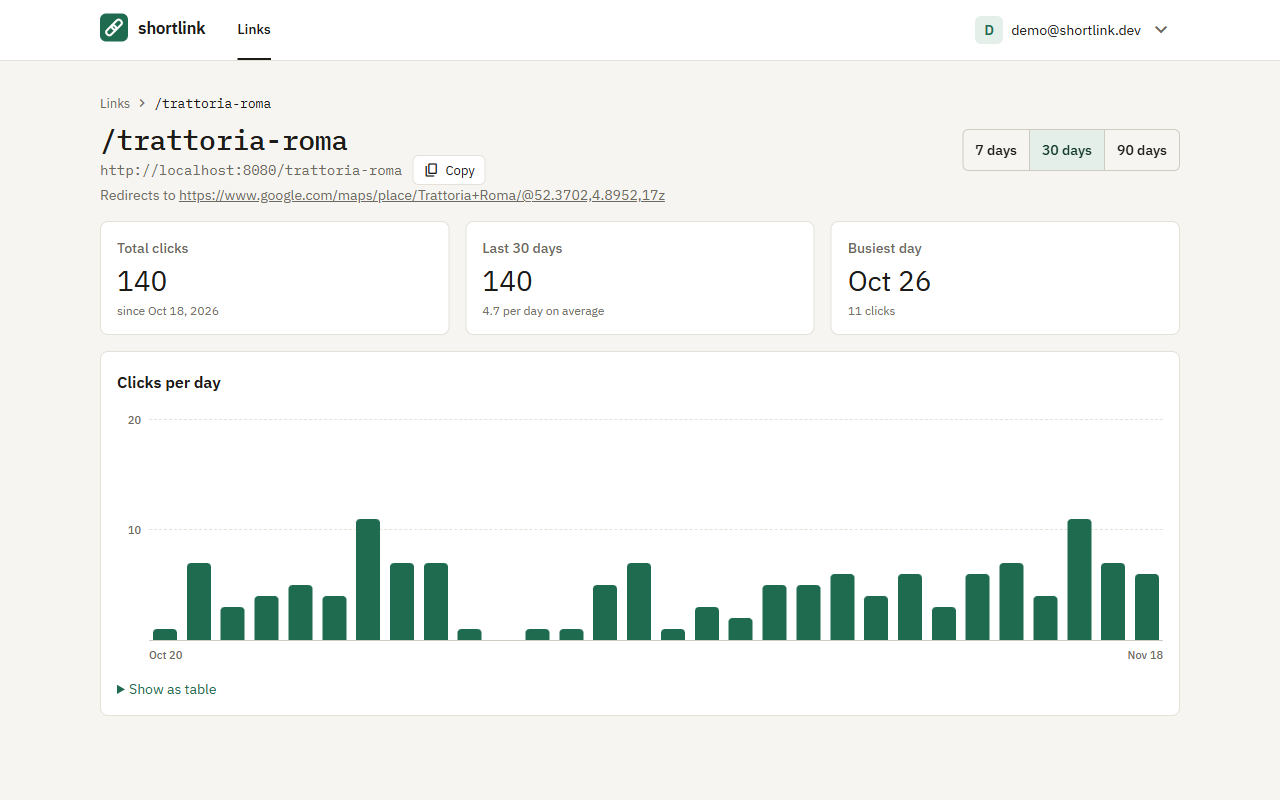 shortlink
Links
D
demo@shortlink.dev
Links
/trattoria-roma
/trattoria-roma
http://localhost:8080/trattoria-roma
Copy
Redirects to https://www.google.com/maps/place/Trattoria+Roma/@52.3702,4.8952,17z
7 days
30 days
90 days
Total clicks
140
since Oct 18, 2026
Last 30 days
140
4.7 per day on average
Busiest day
Oct 26
11 clicks
Clicks per day
20
10
Oct 20
Nov 18
Show as table